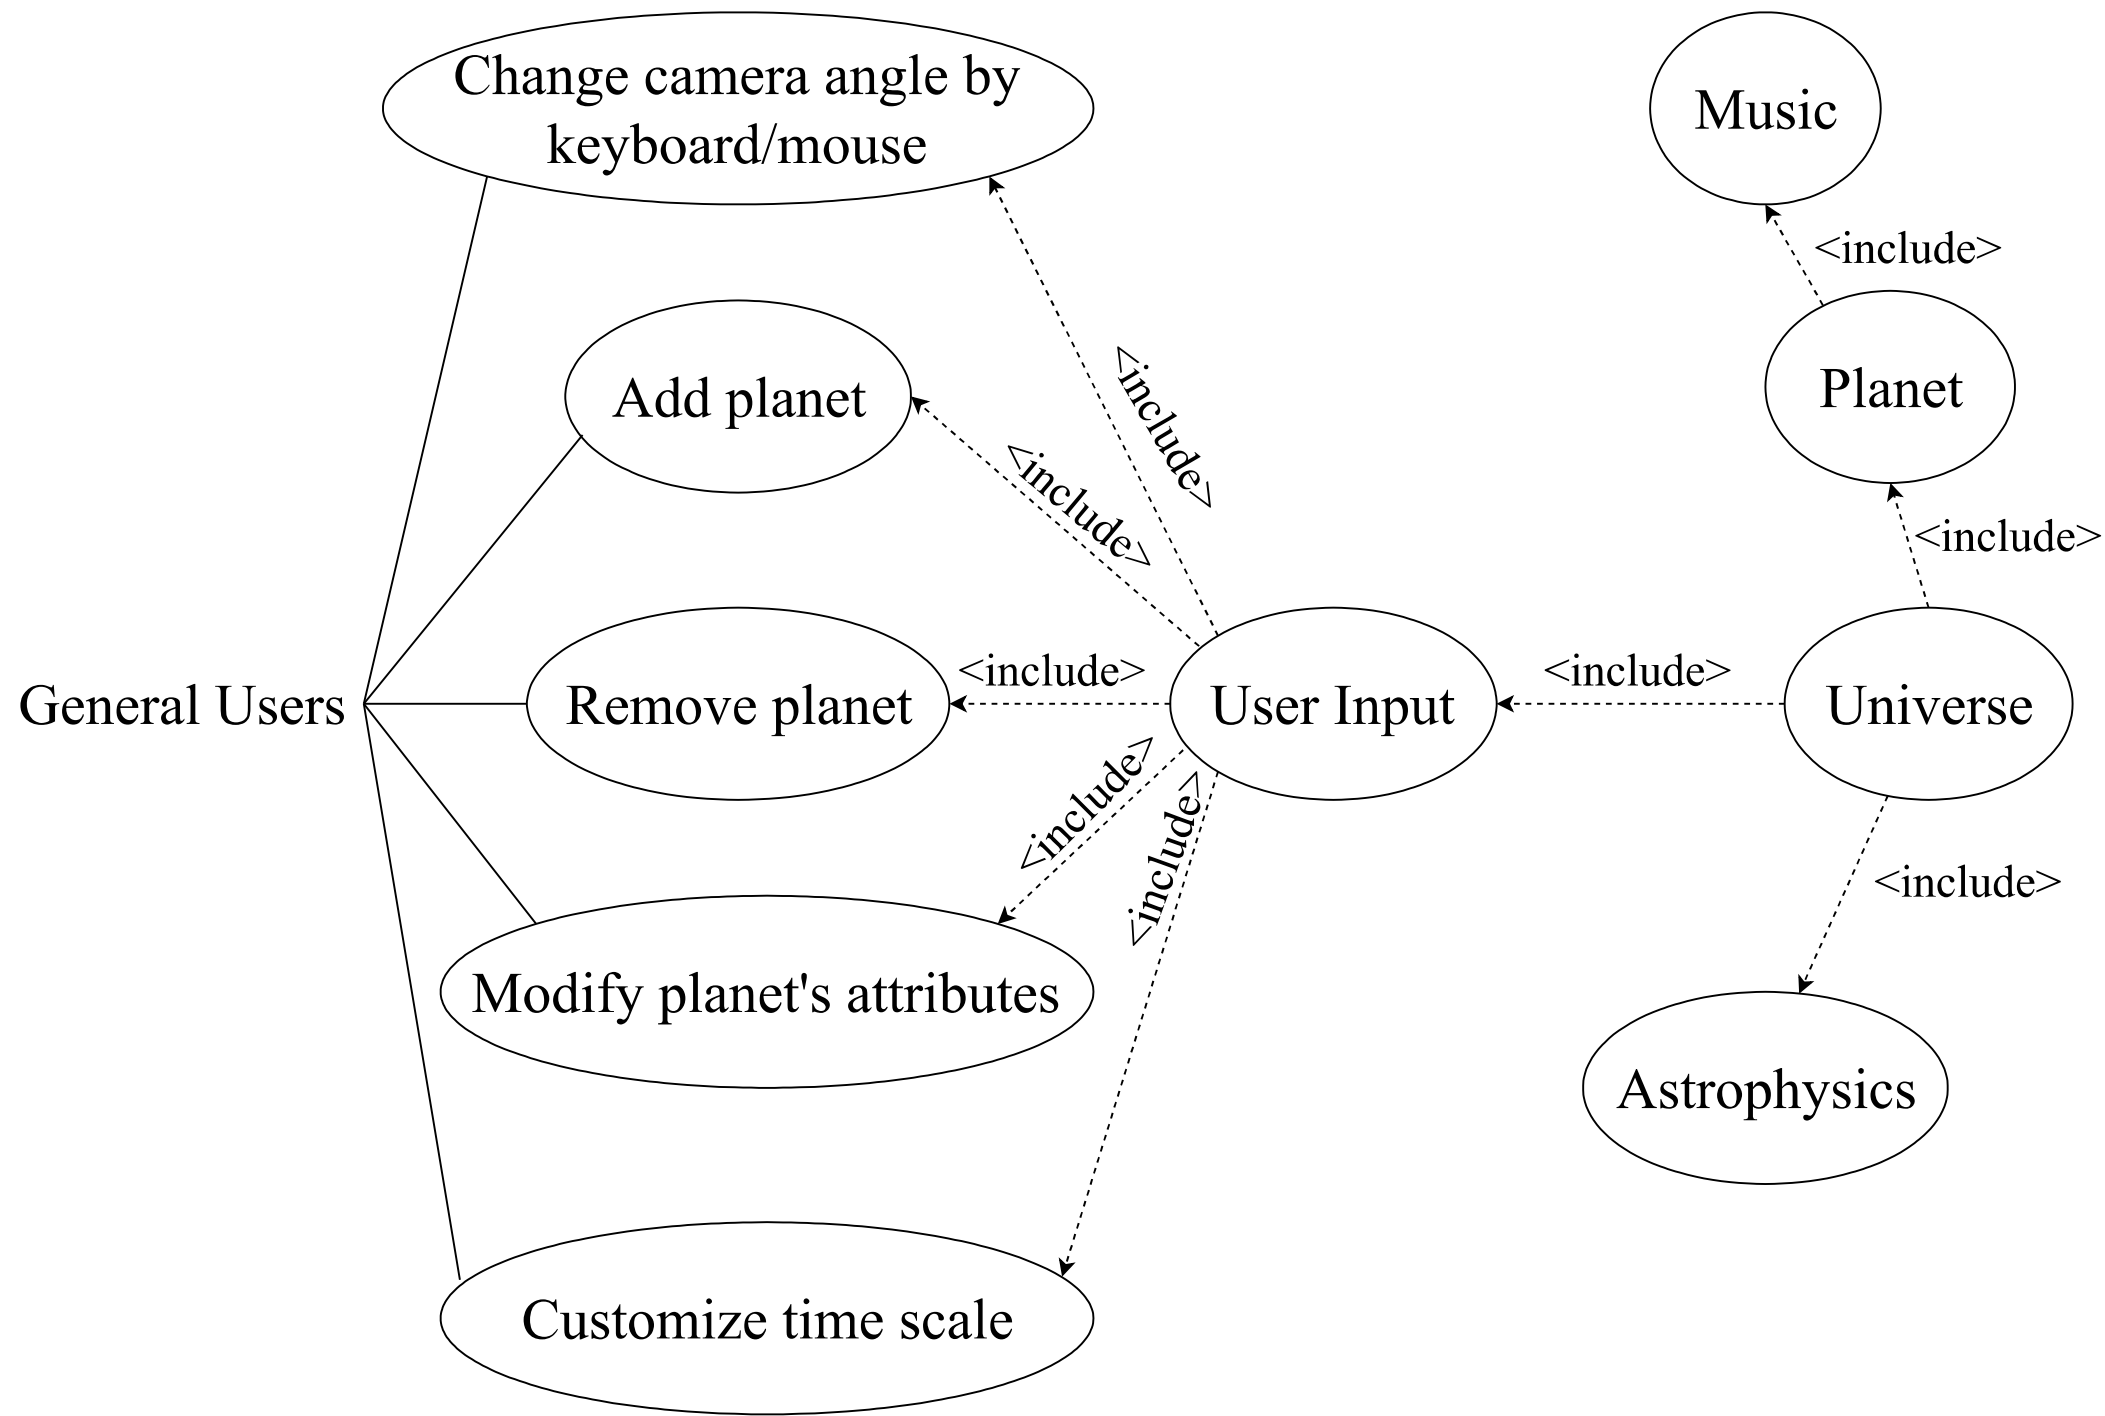 Change camera angle by
keyboard/mouse
Music
<include>
Planet
<include>
Add planet
<include>
<include>
General Users
Remove planet
<include>
User Input
<include>
Universe
<include>
<include>
<include>
Modify planet's attributes
Astrophysics
Customize time scale